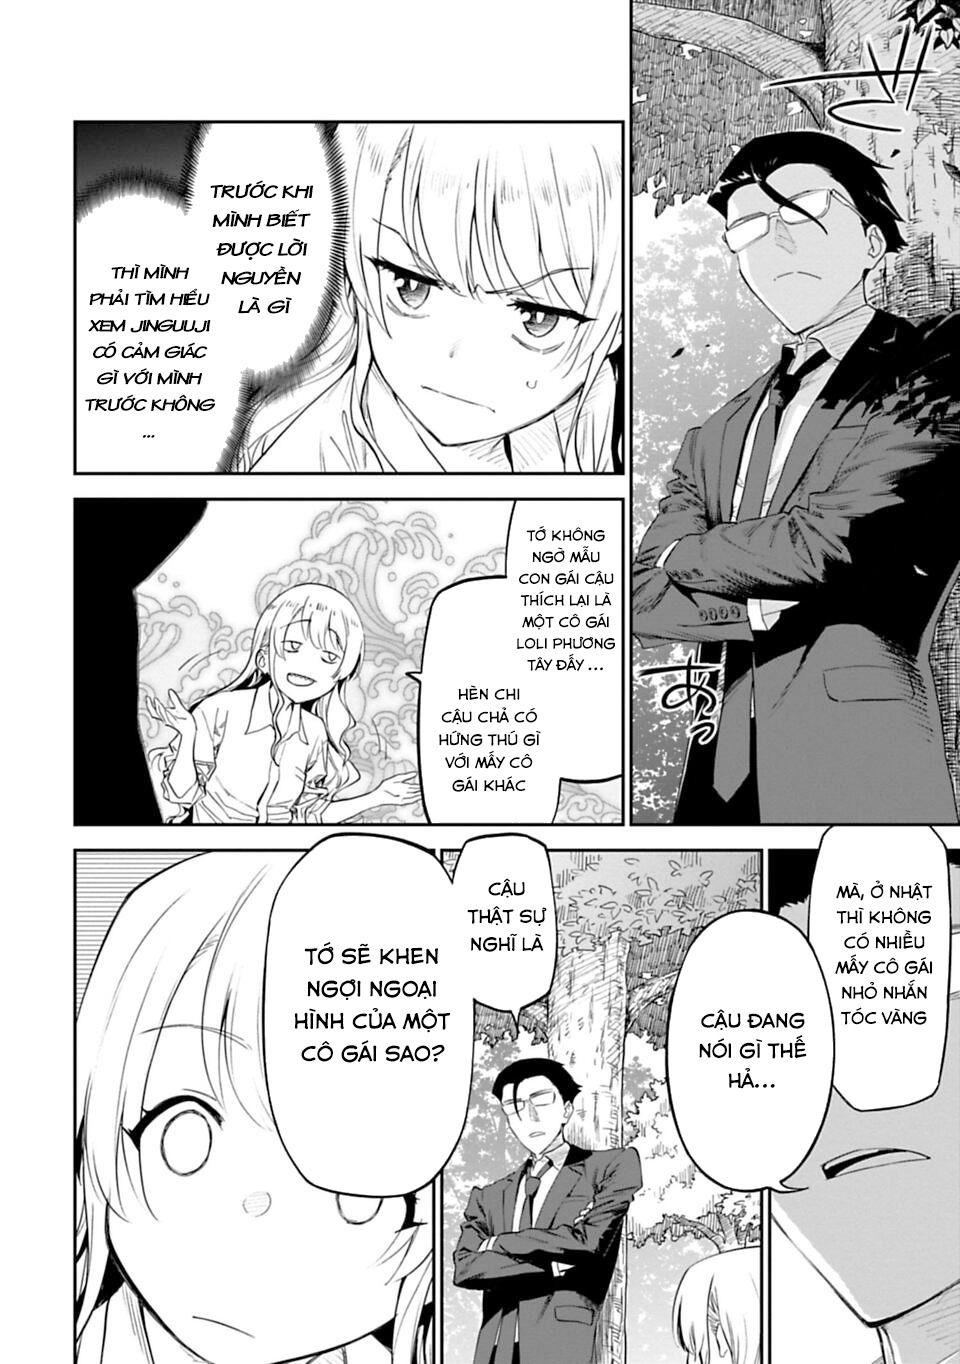 ザッ
あっ
TRƯỚC KHI
MÌNH BIẾT
ĐƯỢC LỜI
NGUYỀN
LÀ GÌ
THÌ MÌNH
PHẢI TÌM HIỂU
XEM JINGUUJI
CÓ CẢM GIÁC
GÌ VỚI MÌNH
TRƯỚC KHÔNG
...
TỚ KHÔNG
NGỜ MẪU
CON GÁI CẬU
THÍCH LẠI LÀ
MỘT CÔ GÁI
LOLI PHƯƠNG
TÂY ĐẤY ...
HÈN CHI
CẬU CHẢ CÓ
HỨNG THÚ GÌ
VỚI MẤY CÔ
GÁI KHÁC
MÀ, Ở NHẬT
THÌ KHÔNG
CÓ NHIỀU
MẤY CÔ GÁI
NHỎ NHẮN
TÓC VÀNG
CẬU ĐANG
NÓI GÌ THẾ
HẢ...
CẬU
THẬT SỰ
NGHĨ LÀ
TỚ SẼ KHEN
NGỢI NGOẠI
HÌNH CỦA MỘT
CÔ GÁI SAO?